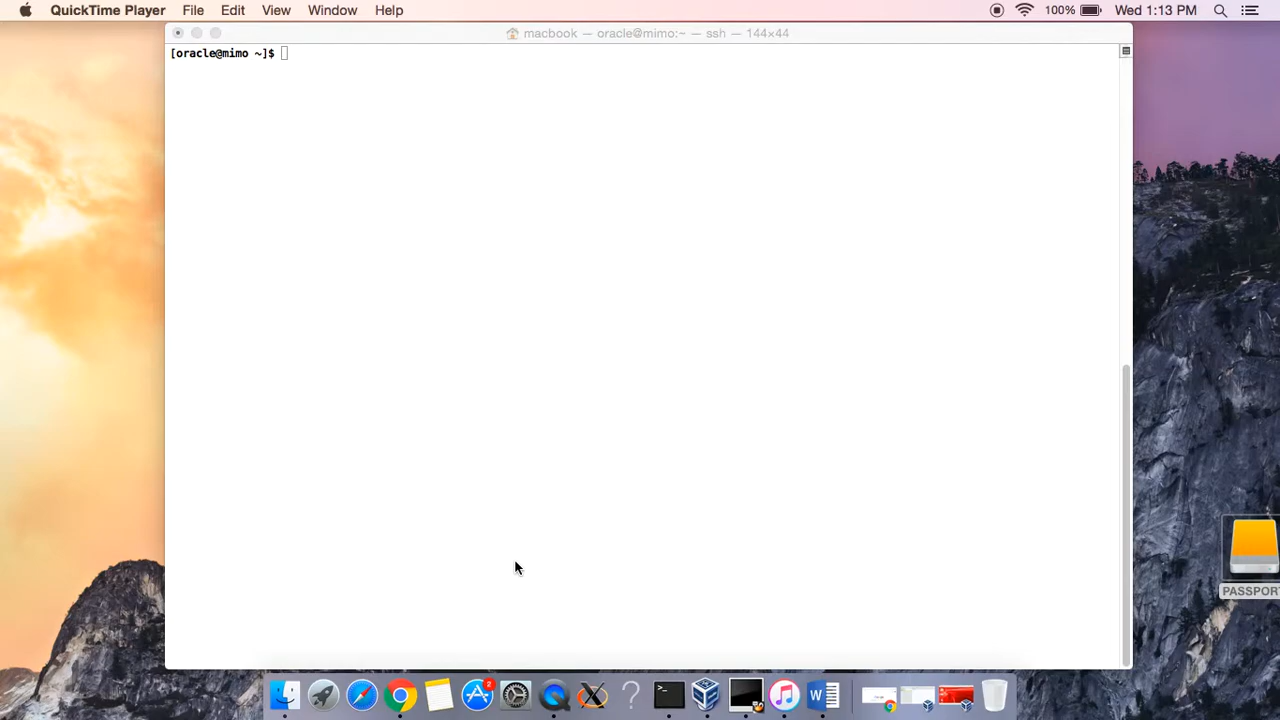 QuickTime Player File Edit View Window Help 100% Wed 1:13 PM
macbook — oracle@mimo:~ — ssh — 144×44
[oracle@mimo ~]$
PASSPORT
2